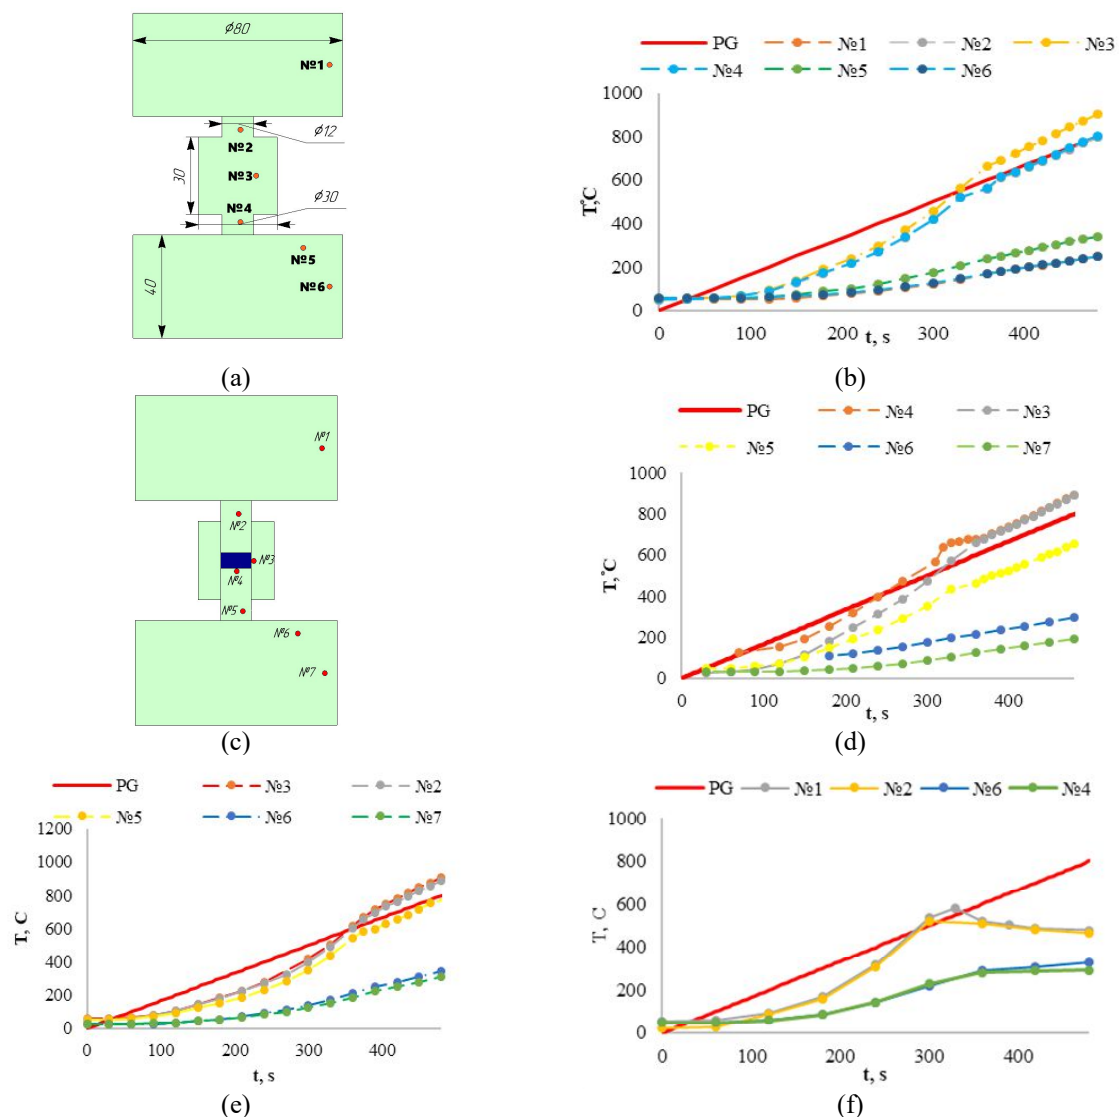 Ø80
№1
Ø12
№2
30
№3
№4
Ø30
№5
№6
40
(a)
PG №1 №2 №3
№4 №5 №6
1000
800
600
400
200
0
T,°C
0 100 200 300 400
t, s
(b)
№1
№2
№3
№4
№5
№6
№7
(c)
PG №4 №3
№5 №6 №7
1000
800
600
400
200
0
T,°C
0 100 200 300 400
t, s
(d)
PG №3 №2
№5 №6 №7
1200
1000
800
600
400
200
0
T, C
0 100 200 300 400
t, s
(e)
PG №1 №2 №6 №4
1000
800
600
400
200
0
T, C
0 100 200 300 400
t, s
(f)